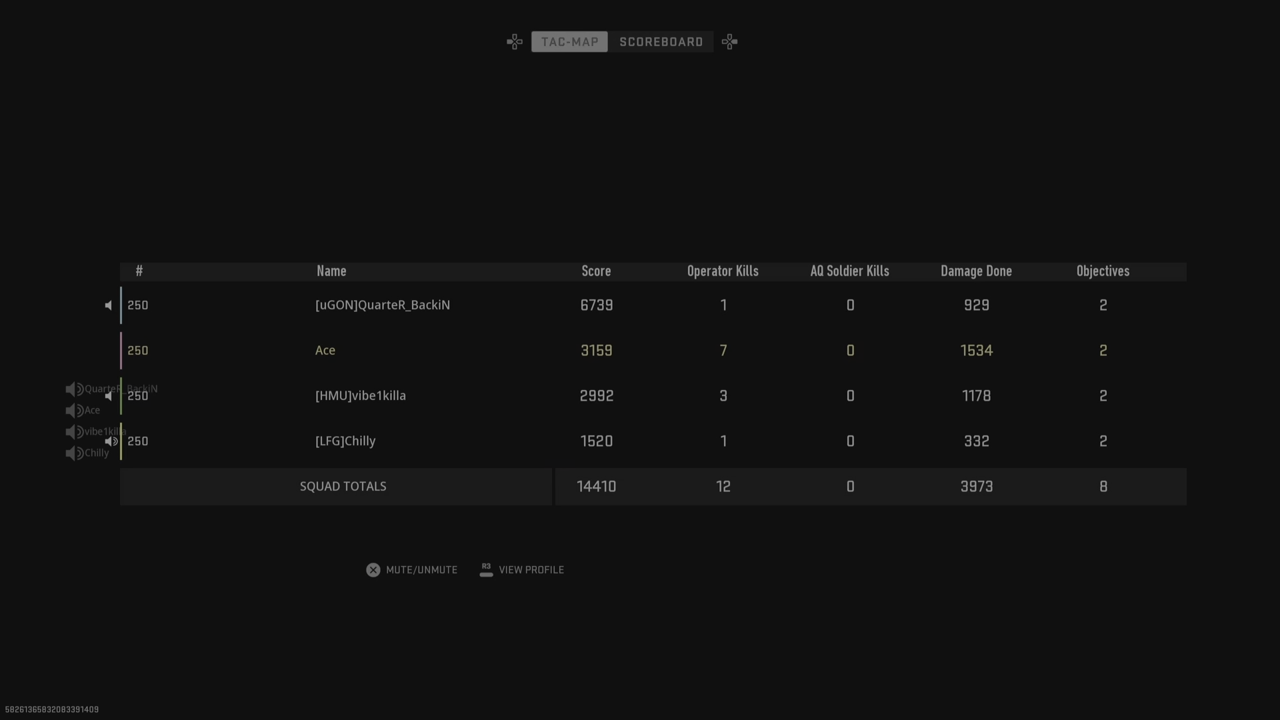 TAC-MAP SCOREBOARD
# Name Score Operator Kills AQ Soldier Kills Damage Done Objectives
250 [uGON]QuarteR_BackiN 6739 1 0 929 2
250 Ace 3159 7 0 1534 2
QuarteR_BackiN
250 [HMU]vibe1killa 2992 3 0 1178 2
Ace
vibe1killa
250 [LFG]Chilly 1520 1 0 332 2
Chilly
SQUAD TOTALS 14410 12 0 3973 8
MUTE/UNMUTE R3 VIEW PROFILE
58261365832083391409